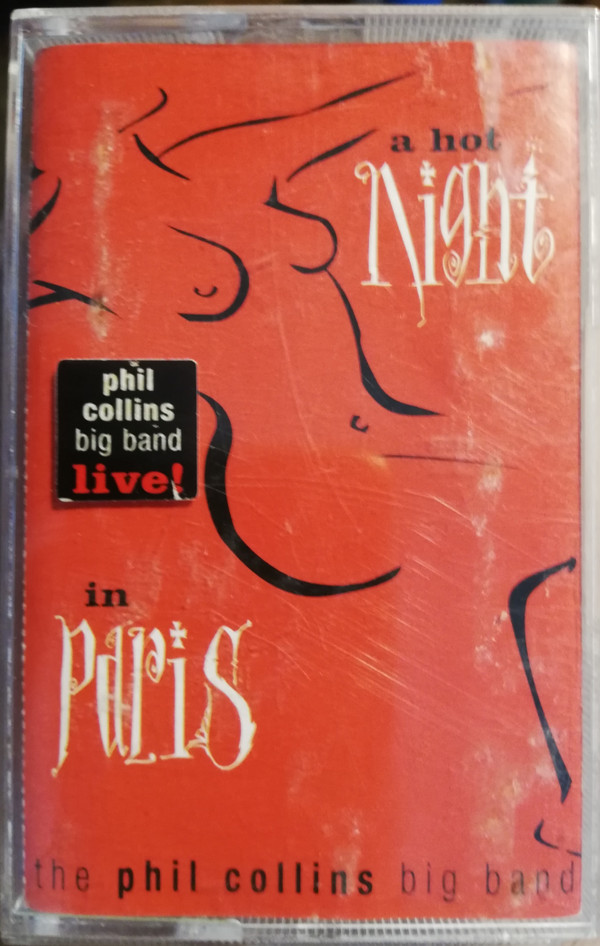 a hot
Night
phil
collins
big band
live!
in
Paris
the phil collins big band